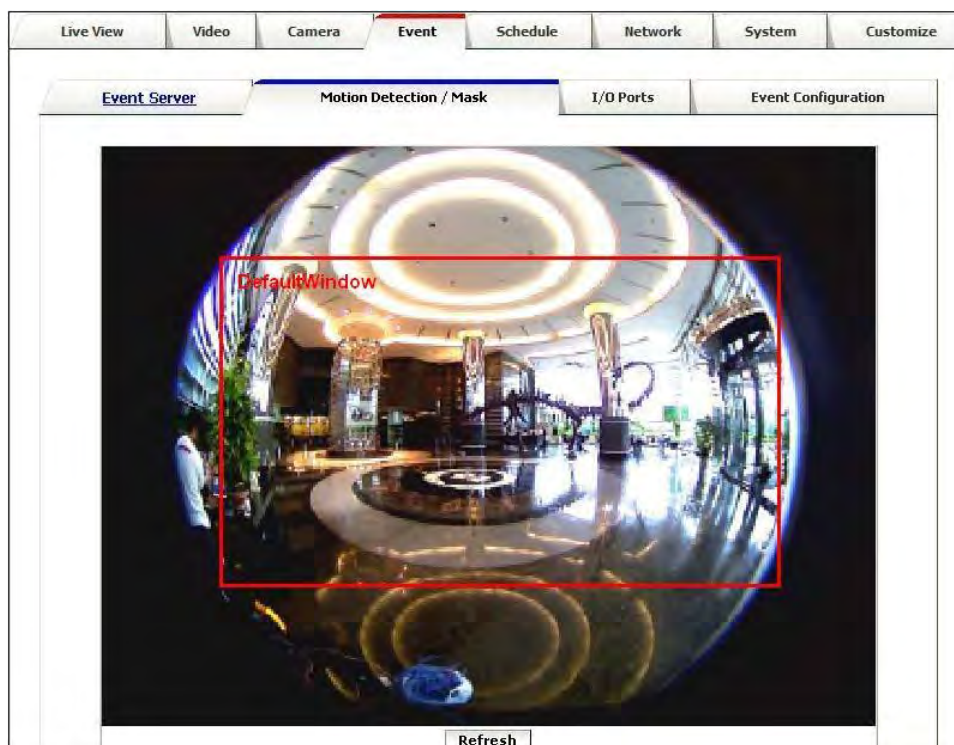 Live View Video Camera Event Schedule Network System Customize
Event Server Motion Detection / Mask I/O Ports Event Configuration
DefaultWindow
Refresh